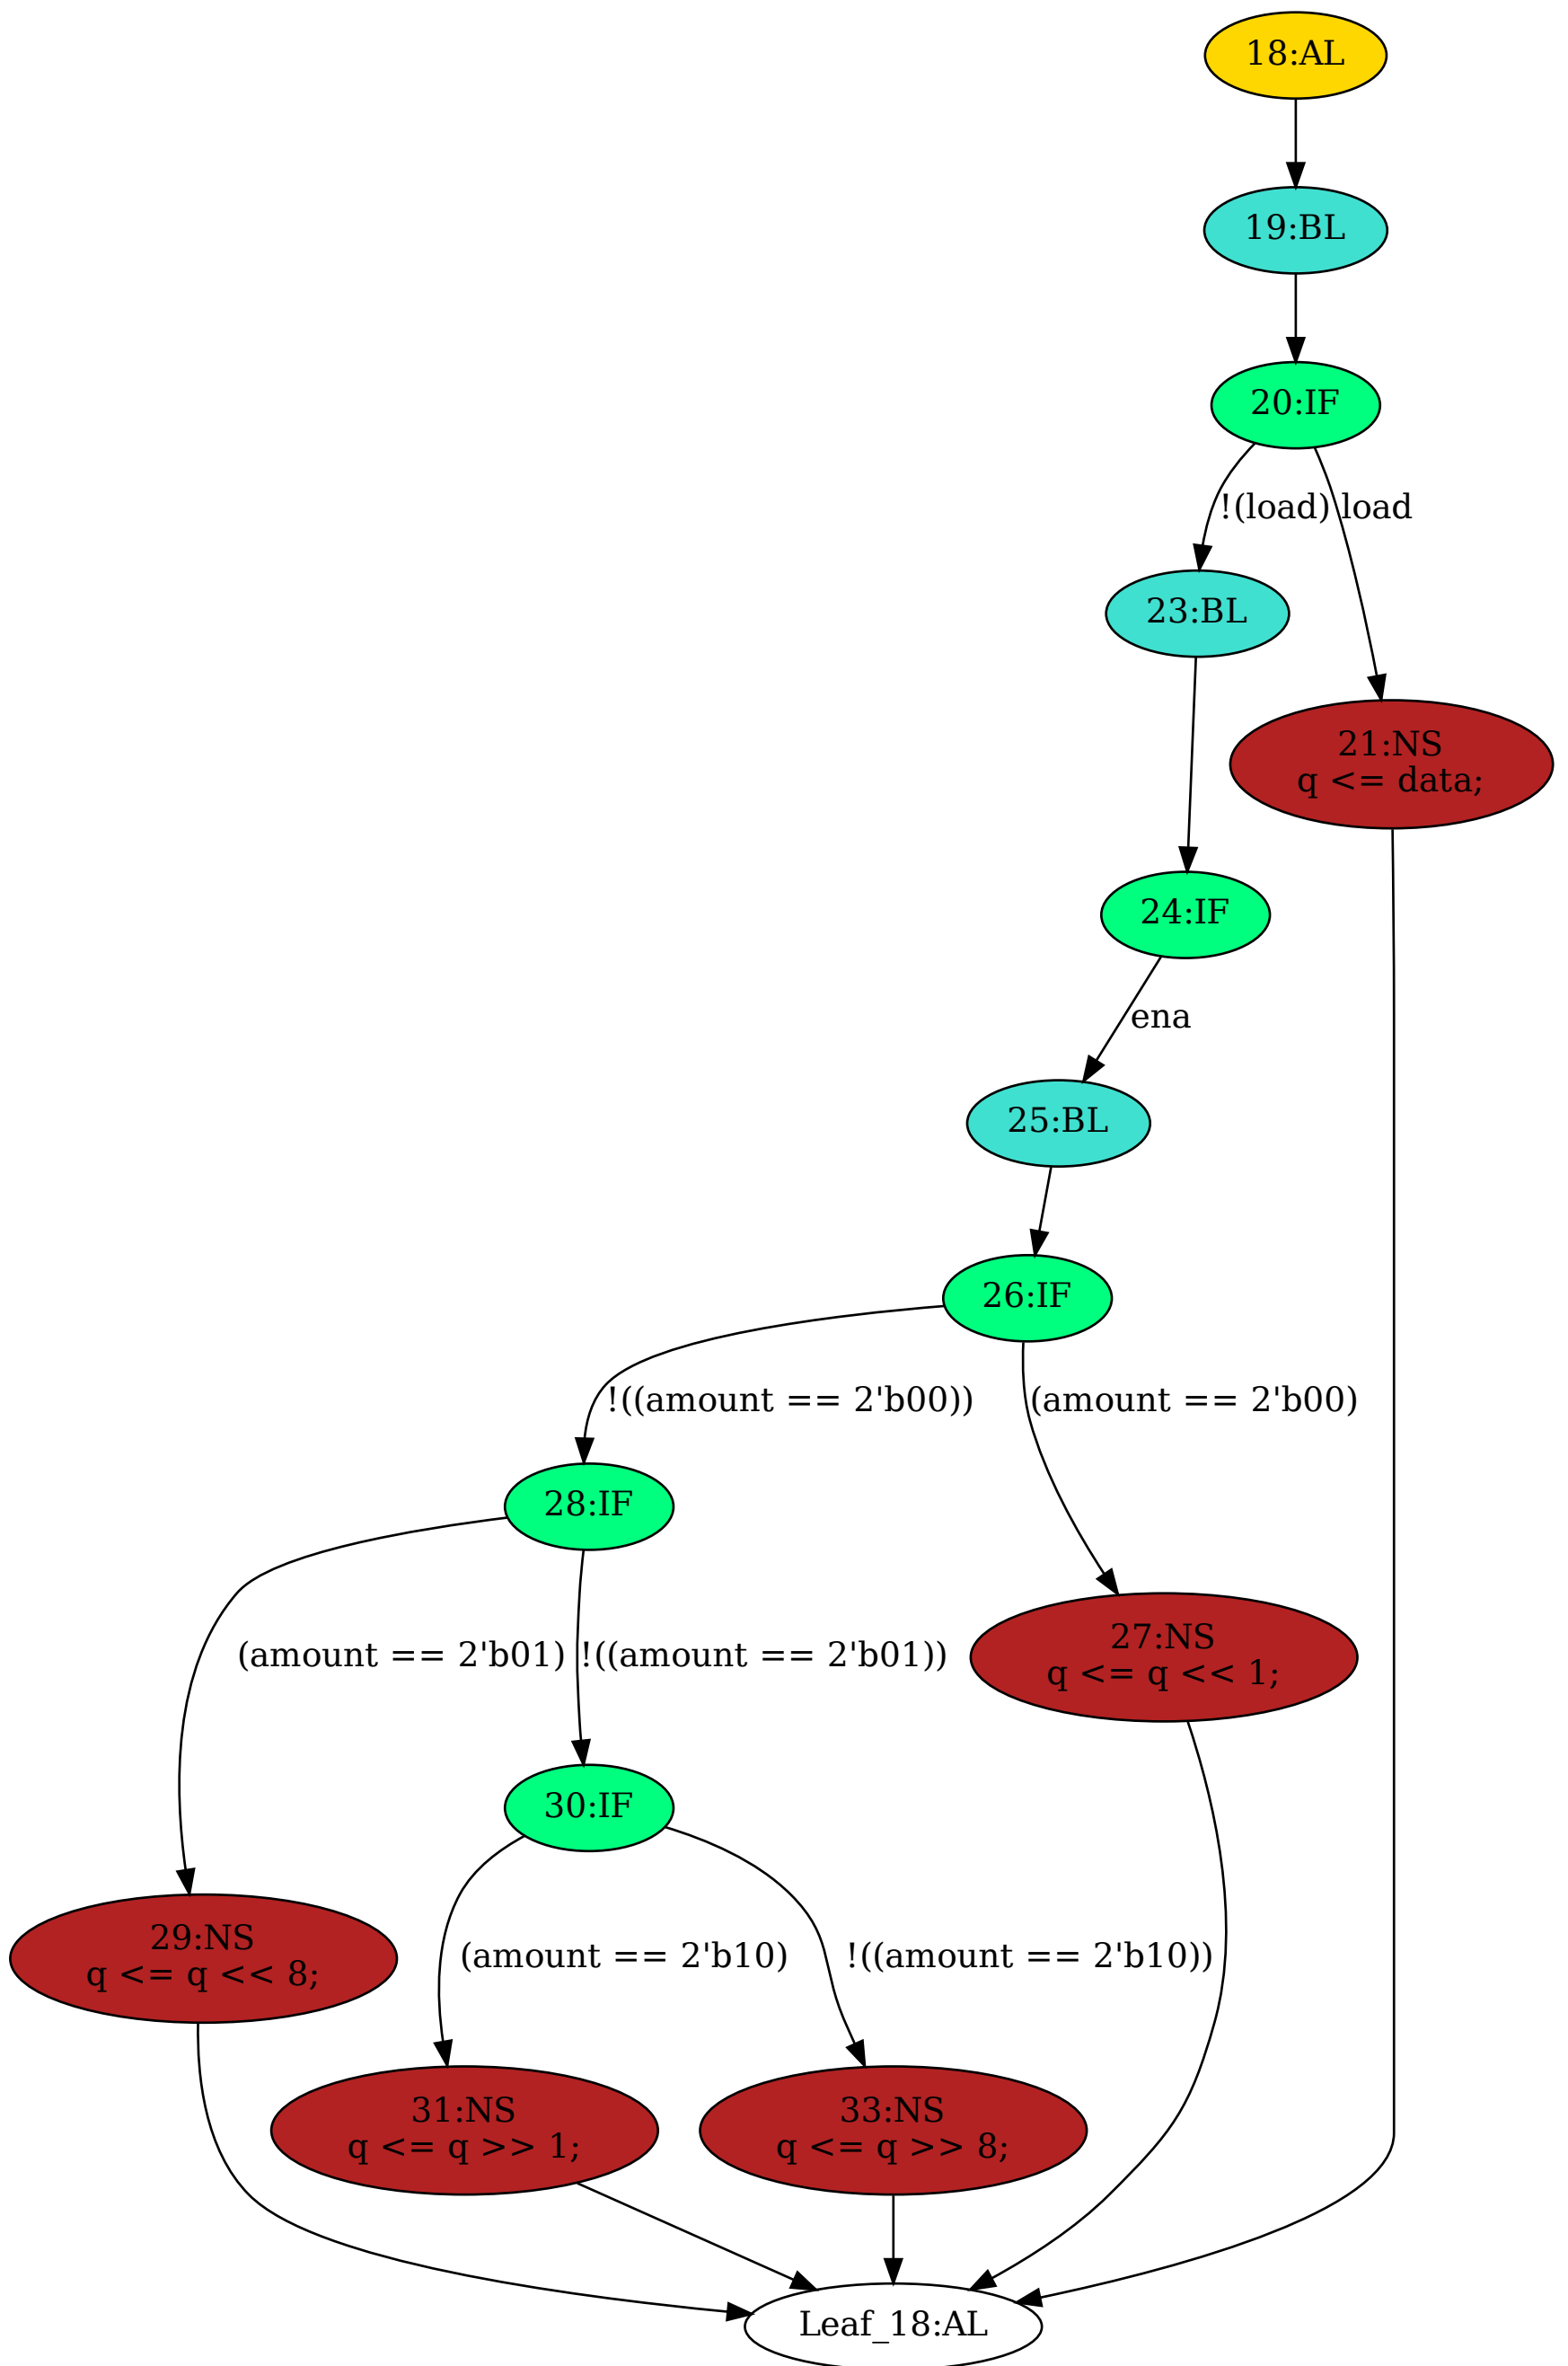 18:AL
19:BL
20:IF
!(load)
load
23:BL
21:NS
q <= data;
24:IF
ena
25:BL
26:IF
!((amount == 2'b00))
(amount == 2'b00)
28:IF
27:NS
q <= q << 1;
(amount == 2'b01)
!((amount == 2'b01))
30:IF
29:NS
q <= q << 8;
(amount == 2'b10)
!((amount == 2'b10))
31:NS
q <= q >> 1;
33:NS
q <= q >> 8;
Leaf_18:AL